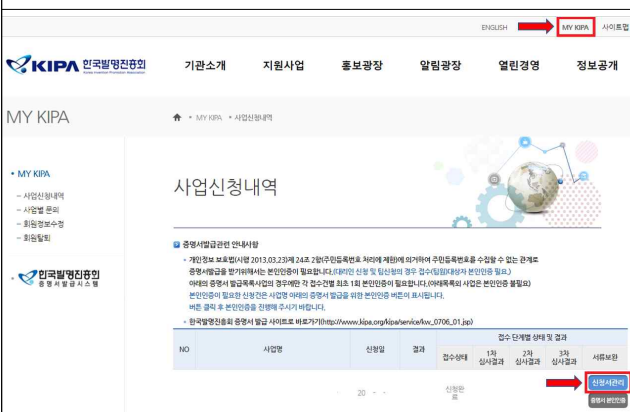 ENGLISH MY KIPA 사이트맵
KIPA 한국발명진흥회
Korea Invention Promotion Association
기관소개 지원사업 홍보광장 알림광장 열린경영 정보공개
MY KIPA
• MY KIPA • 사업신청내역
• MY KIPA
– 사업신청내역
– 사업별 문의
– 회원정보수정
– 회원탈퇴
한국발명진흥회
증명서발급시스템
사업신청내역
증명서발급관련 안내사항
• 개인정보 보호법(시행 2013.03.23)제 24조 2항(주민등록번호 처리에 제한)에 의거하여 주민등록번호를 수집할 수 없는 관계로
증명서발급을 받기위해서는 본인인증이 필요합니다.(대리인 신청 및 팀신청의 경우 접수(팀원)대상자 본인인증 필요.)
아래의 증명서 발급목록사업의 경우에만 각 접수건별 최초 1회 본인인증이 필요합니다.(아래목록외 사업은 본인인증 불필요)
본인인증이 필요한 신청건은 사업명 아래의 증명서 발급을 위한 본인인증 버튼이 표시됩니다.
버튼 클릭 후 본인인증을 진행해 주시기 바랍니다.
• 한국발명진흥회 증명서 발급 사이트로 바로가기(http://www.kipa.org/kipa/service/kw_0706_01.jsp)
NO 사업명 신청일 결과 접수 단계별 상태 및 결과
접수상태 1차 심사결과 2차 심사결과 3차 심사결과 서류보완
20 - - 신청완료 신청서관리
증명서 본인인증